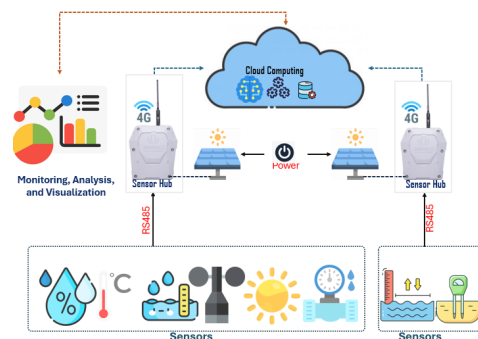 Cloud Computing
4G
4G
Monitoring, Analysis,
and Visualization
Sensor Hub
Power
Sensor Hub
RS485
RS485
%
°C
Sensors
Sensors